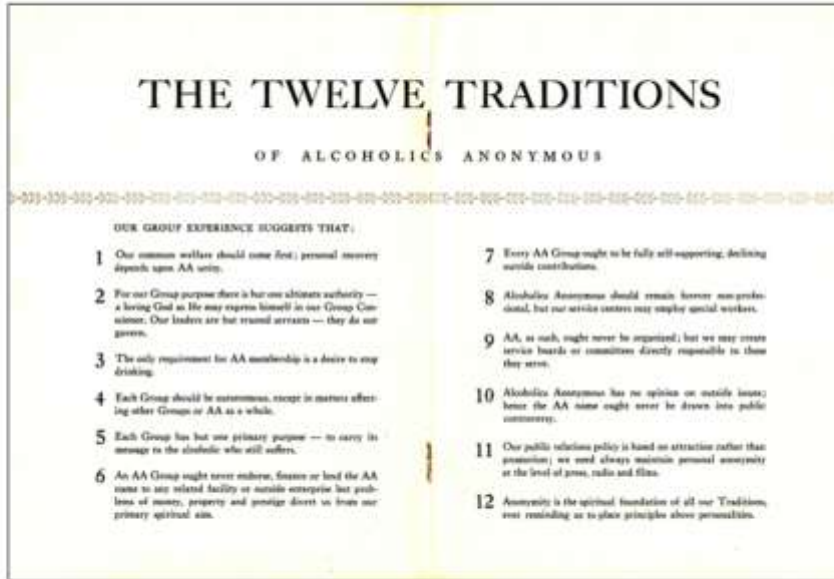 THE TWELVE TRADITIONS
OF ALCOHOLICS ANONYMOUS
OUR GROUP EXPERIENCE SUGGESTS THAT:
1 Our common welfare should come first; personal recovery
depends upon AA unity.
2 For our Group purpose there is but one ultimate authority —
a loving God as He may express himself in our Group Con-
science. Our leaders are but trusted servants — they do not
govern.
3 The only requirement for AA membership is a desire to stop
drinking.
4 Each Group should be autonomous, except in matters affect-
ing other Groups or AA as a whole.
5 Each Group has but one primary purpose — to carry its
message to the alcoholic who still suffers.
6 An AA Group ought never endorse, finance or lend the AA
name to any related facility or outside enterprise lest prob-
lems of money, property and prestige divert us from our
primary spiritual aim.
7 Every AA Group ought to be fully self-supporting, declining
outside contributions.
8 Alcoholics Anonymous should remain forever non-profes-
sional, but our service centers may employ special workers.
9 AA, as such, ought never be organized; but we may create
service boards or committees directly responsible to those
they serve.
10 Alcoholics Anonymous has no opinion on outside issues;
hence the AA name ought never be drawn into public
controversy.
11 Our public relations policy is based on attraction rather than
promotion; we need always maintain personal anonymity
at the level of press, radio and films.
12 Anonymity is the spiritual foundation of all our Traditions,
ever reminding us to place principles above personalities.